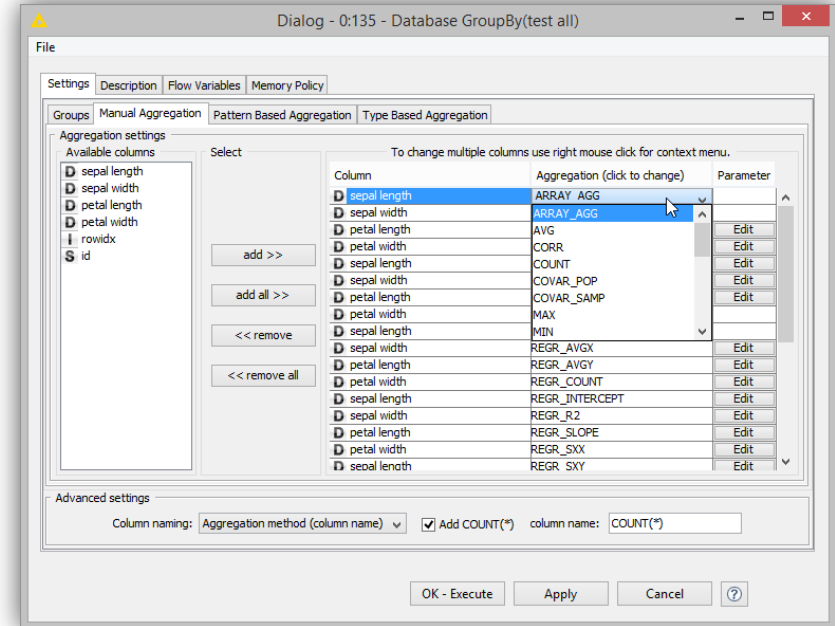 Dialog - 0:135 - Database GroupBy(test all)
File
Settings Description Flow Variables Memory Policy
Groups Manual Aggregation Pattern Based Aggregation Type Based Aggregation
Aggregation settings
Available columns Select To change multiple columns use right mouse click for context menu.
D sepal length
D sepal width
D petal length
D petal width
I rowidx
S id
add >>
add all >>
<< remove
<< remove all
Column Aggregation (click to change) Parameter
D sepal length ARRAY_AGG
D sepal width ARRAY_AGG
D petal length AVG Edit
D petal width CORR Edit
D sepal length COUNT Edit
D sepal width COVAR_POP Edit
D petal length COVAR_SAMP Edit
D petal width MAX
D sepal length MIN
D sepal width REGR_AVGX Edit
D petal length REGR_AVGY Edit
D petal width REGR_COUNT Edit
D sepal length REGR_INTERCEPT Edit
D sepal width REGR_R2 Edit
D petal length REGR_SLOPE Edit
D petal width REGR_SXX Edit
D sepal length REGR_SXY Edit
Advanced settings
Column naming: Aggregation method (column name) Add COUNT(*) column name: COUNT(*)
OK - Execute Apply Cancel ?